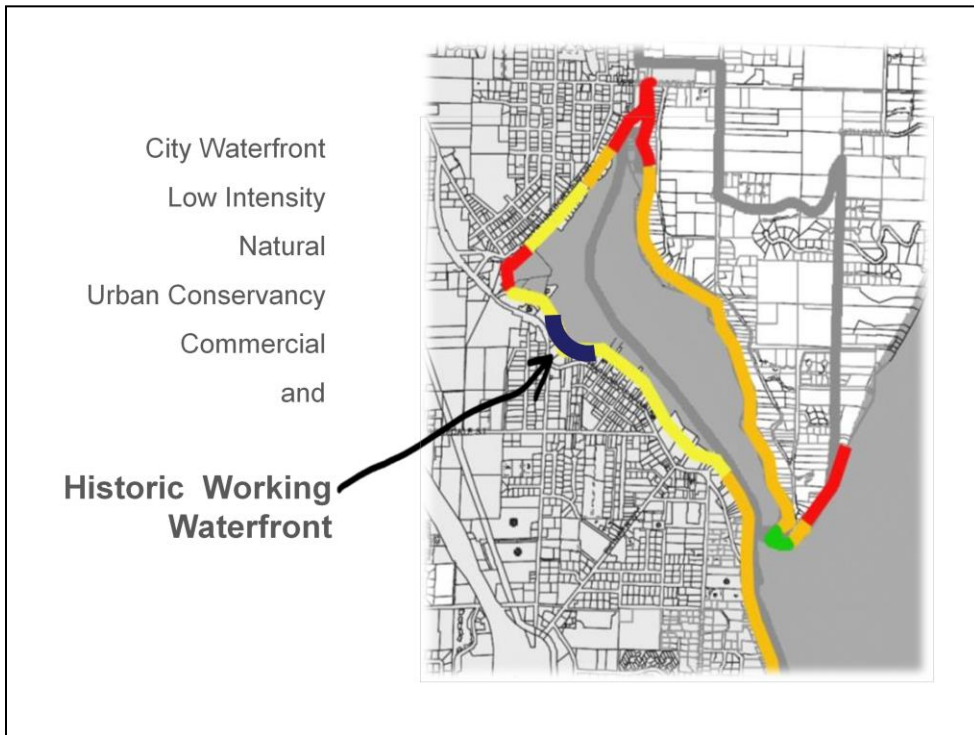 City Waterfront
Low Intensity
Natural
Urban Conservancy
Commercial
and
Historic Working
Waterfront